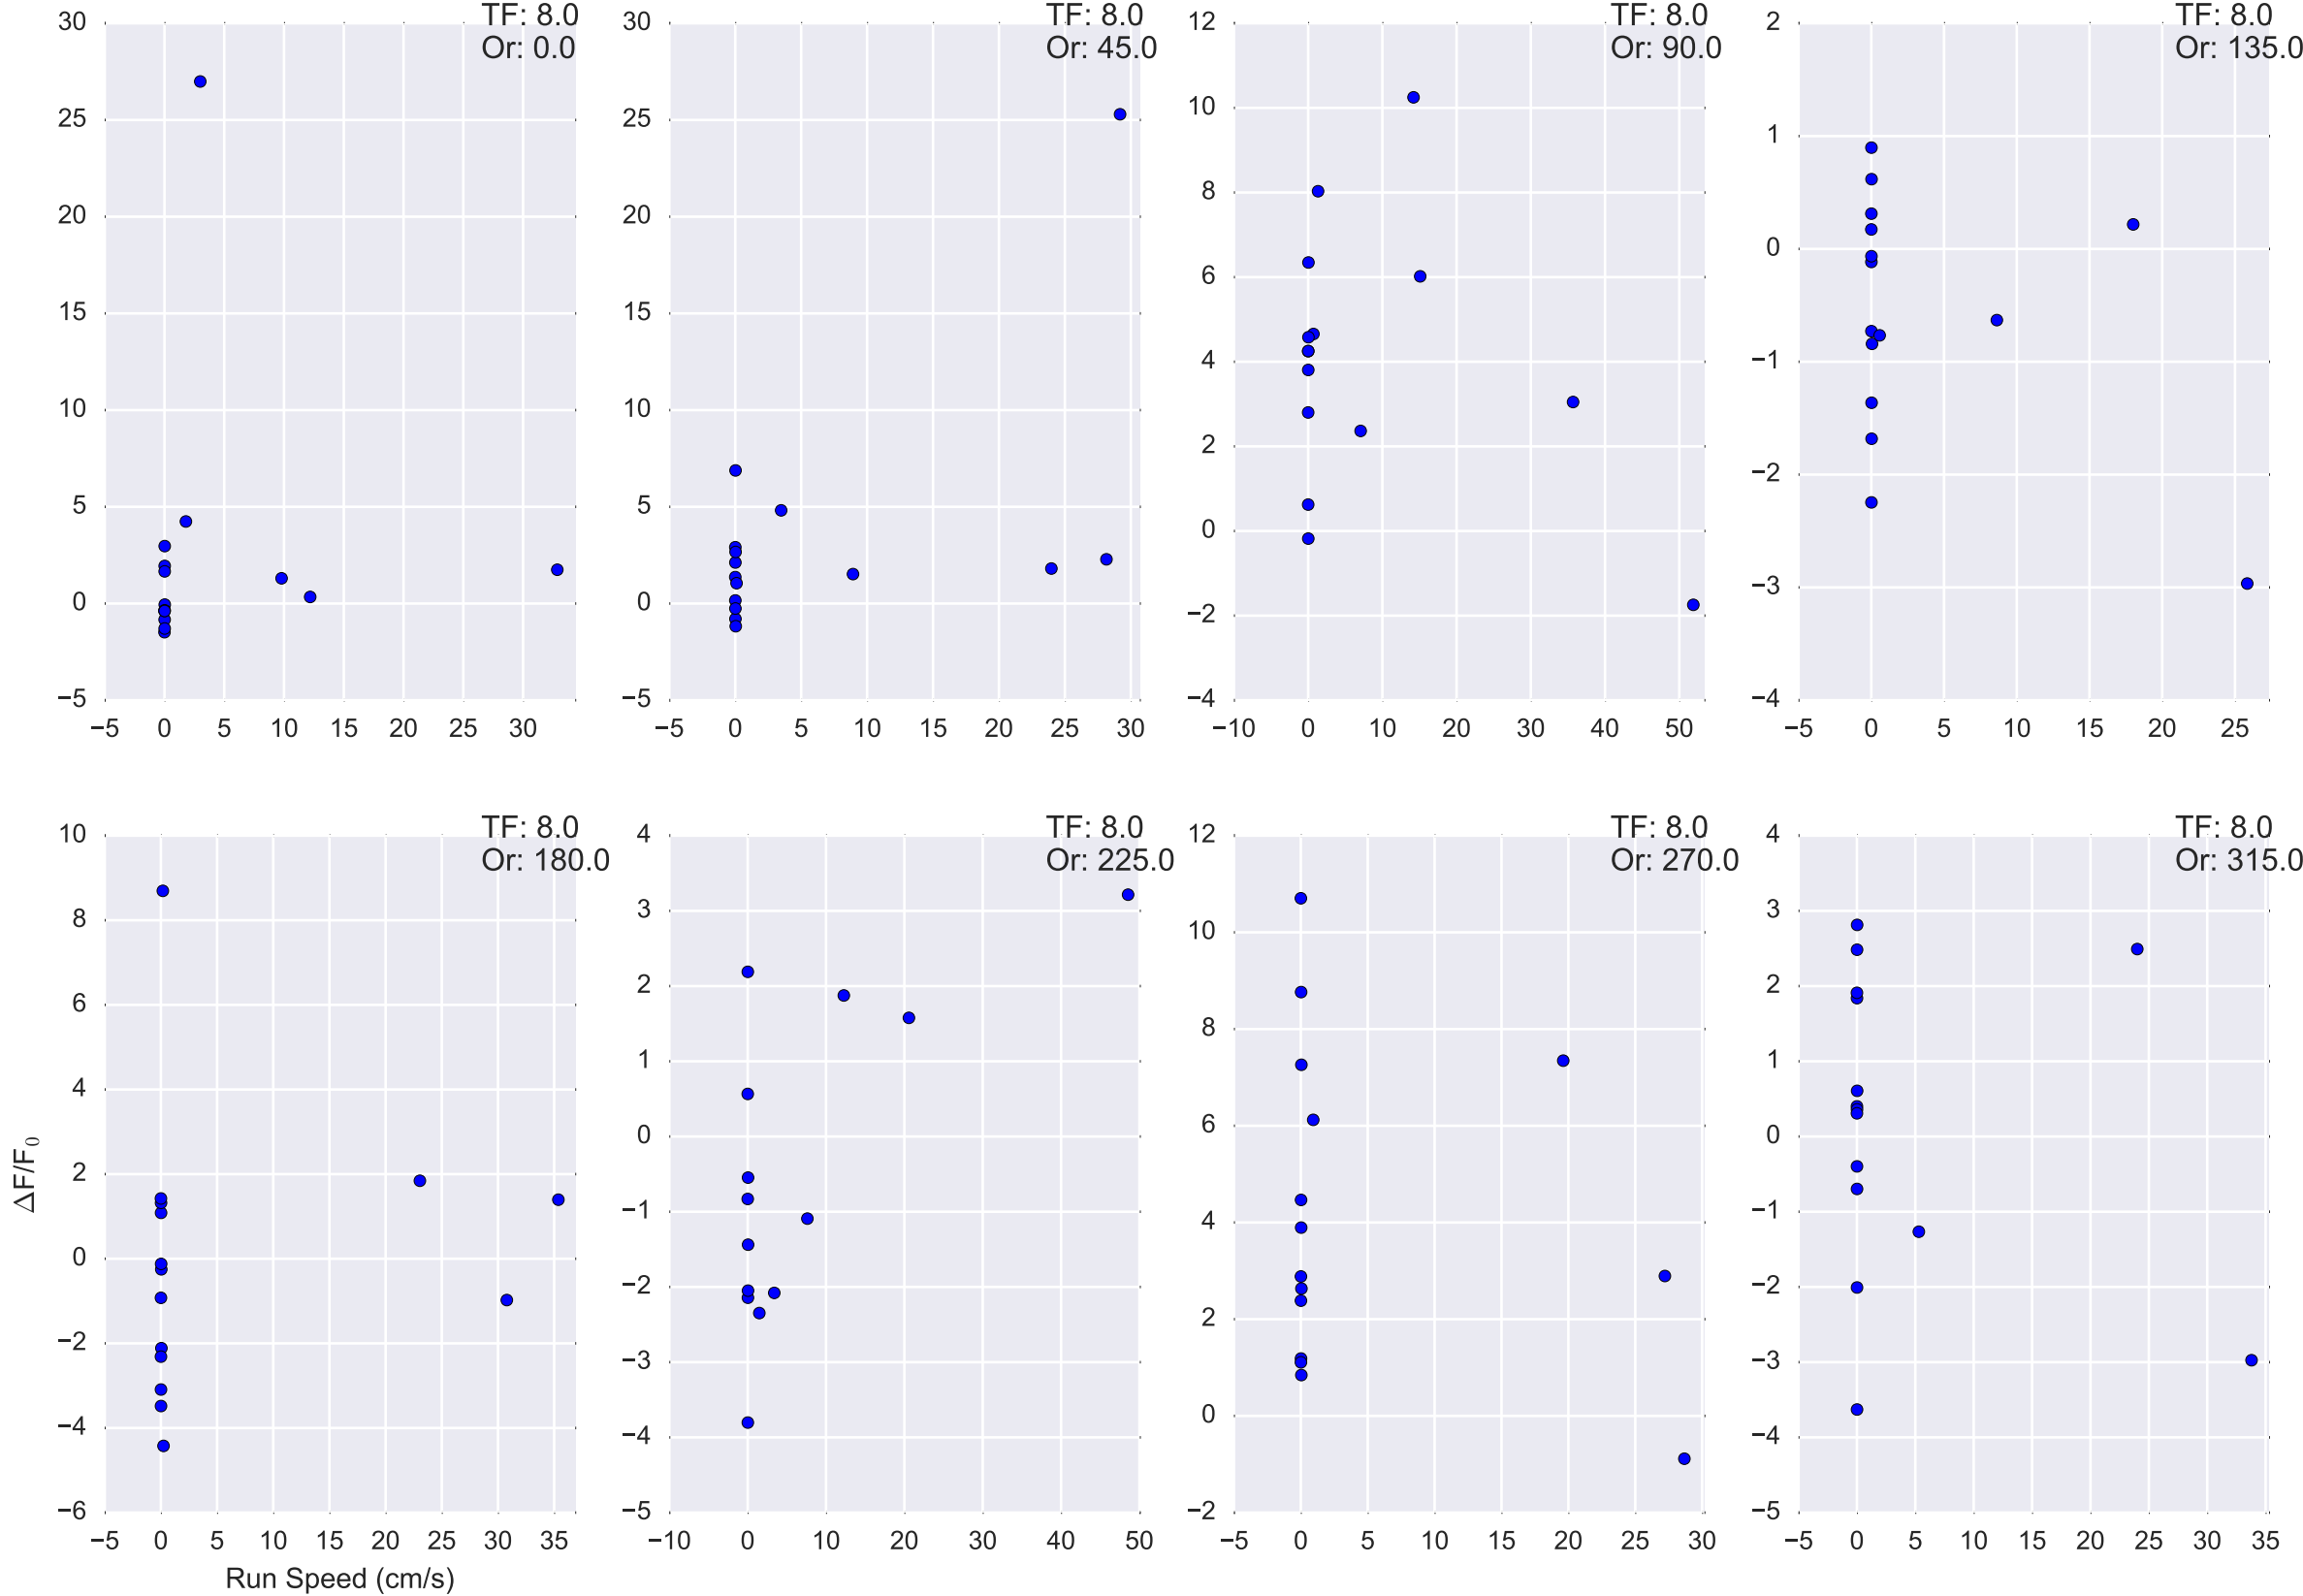 TF: 8.0
Or: 0.0
30
25
20
15
10
5
0
−5
−5 0 5 10 15 20 25 30
TF: 8.0
Or: 45.0
30
25
20
15
10
5
0
−5
−5 0 5 10 15 20 25 30
TF: 8.0
Or: 90.0
12
10
8
6
4
2
0
−2
−4
−10 0 10 20 30 40 50
TF: 8.0
Or: 135.0
2
1
0
−1
−2
−3
−4
−5 0 5 10 15 20 25
TF: 8.0
Or: 180.0
10
8
6
4
2
0
−2
−4
−6
−5 0 5 10 15 20 25 30 35
ΔF/F₀
Run Speed (cm/s)
TF: 8.0
Or: 225.0
4
3
2
1
0
−1
−2
−3
−4
−5
−10 0 10 20 30 40 50
TF: 8.0
Or: 270.0
12
10
8
6
4
2
0
−2
−5 0 5 10 15 20 25 30
TF: 8.0
Or: 315.0
4
3
2
1
0
−1
−2
−3
−4
−5
−5 0 5 10 15 20 25 30 35